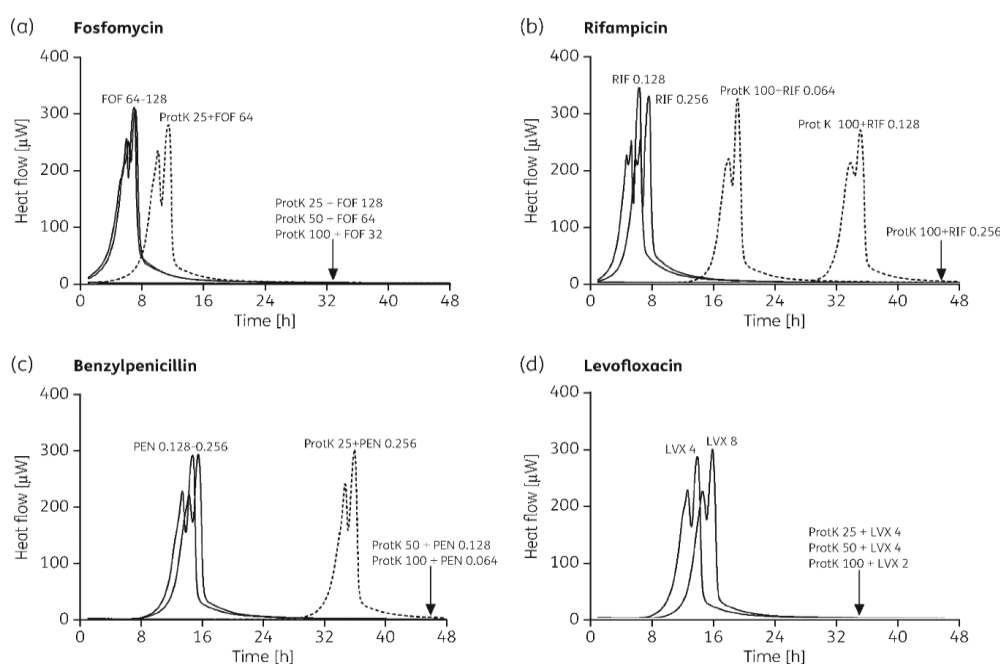 (a) Fosfomycin
Heat flow [µW]
400
300
200
100
0
FOF 64–128
ProtK 25+FOF 64
ProtK 25 + FOF 128
ProtK 50 + FOF 64
ProtK 100 + FOF 32
0 8 16 24 32 40 48
Time [h]
(b) Rifampicin
Heat flow [µW]
400
300
200
100
0
RIF 0.128
RIF 0.256
ProtK 100+RIF 0.064
Prot K 100+RIF 0.128
ProtK 100+RIF 0.256
0 8 16 24 32 40 48
Time [h]
(c) Benzylpenicillin
Heat flow [µW]
400
300
200
100
0
PEN 0.128–0.256
ProtK 25+PEN 0.256
ProtK 50 + PEN 0.128
ProtK 100 + PEN 0.064
0 8 16 24 32 40 48
Time [h]
(d) Levofloxacin
Heat flow [µW]
400
300
200
100
0
LVX 4
LVX 8
ProtK 25 + LVX 4
ProtK 50 + LVX 4
ProtK 100 + LVX 2
0 8 16 24 32 40 48
Time [h]